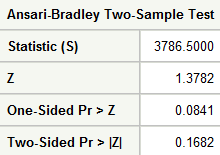 Ansari-Bradley Two-Sample Test
Statistic (S) 3786.5000
Z 1.3782
One-Sided Pr > Z 0.0841
Two-Sided Pr > |Z| 0.1682